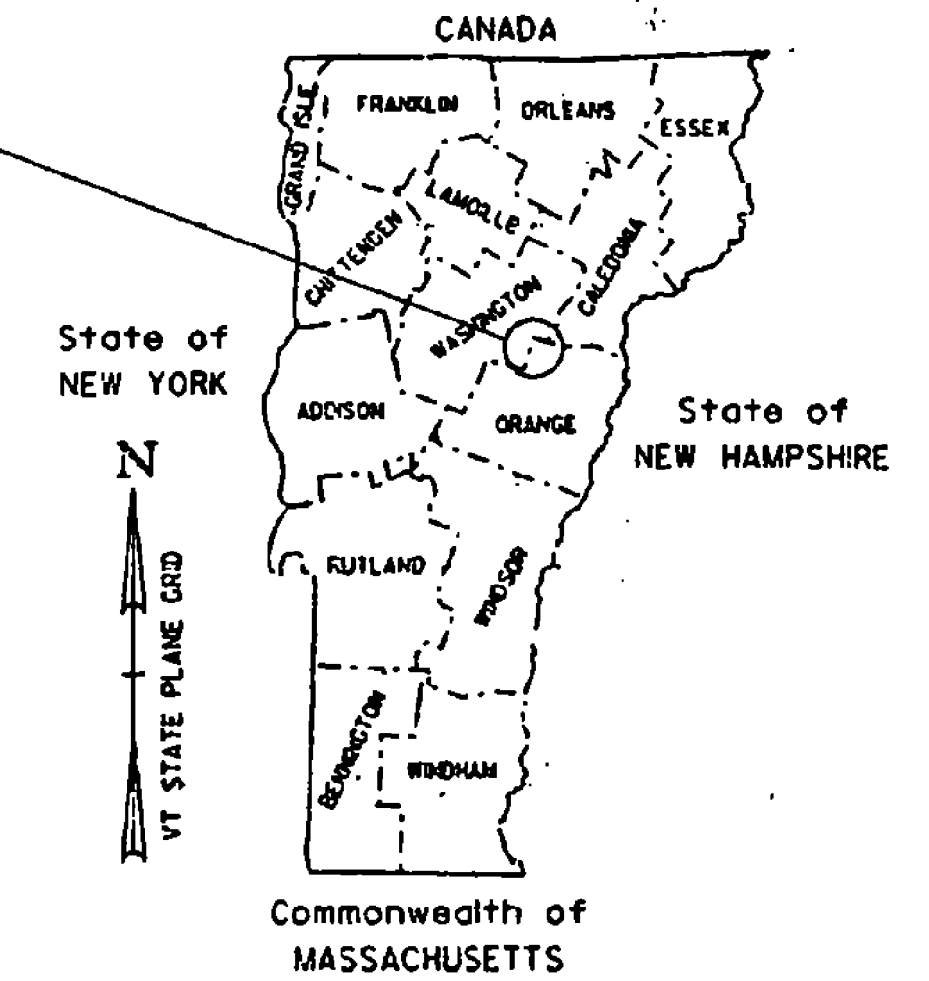 CANADA
GRAND ISLE
FRANKLIN
ORLEANS
ESSEX
LAMOILLE
CHITTENDEN
CALEDONIA
WASHINGTON
State of
NEW YORK
ADDISON
ORANGE
State of
NEW HAMPSHIRE
N
VT STATE PLANE GRID
RUTLAND
WINDSOR
BENNINGTON
WINDHAM
Commonwealth of
MASSACHUSETTS